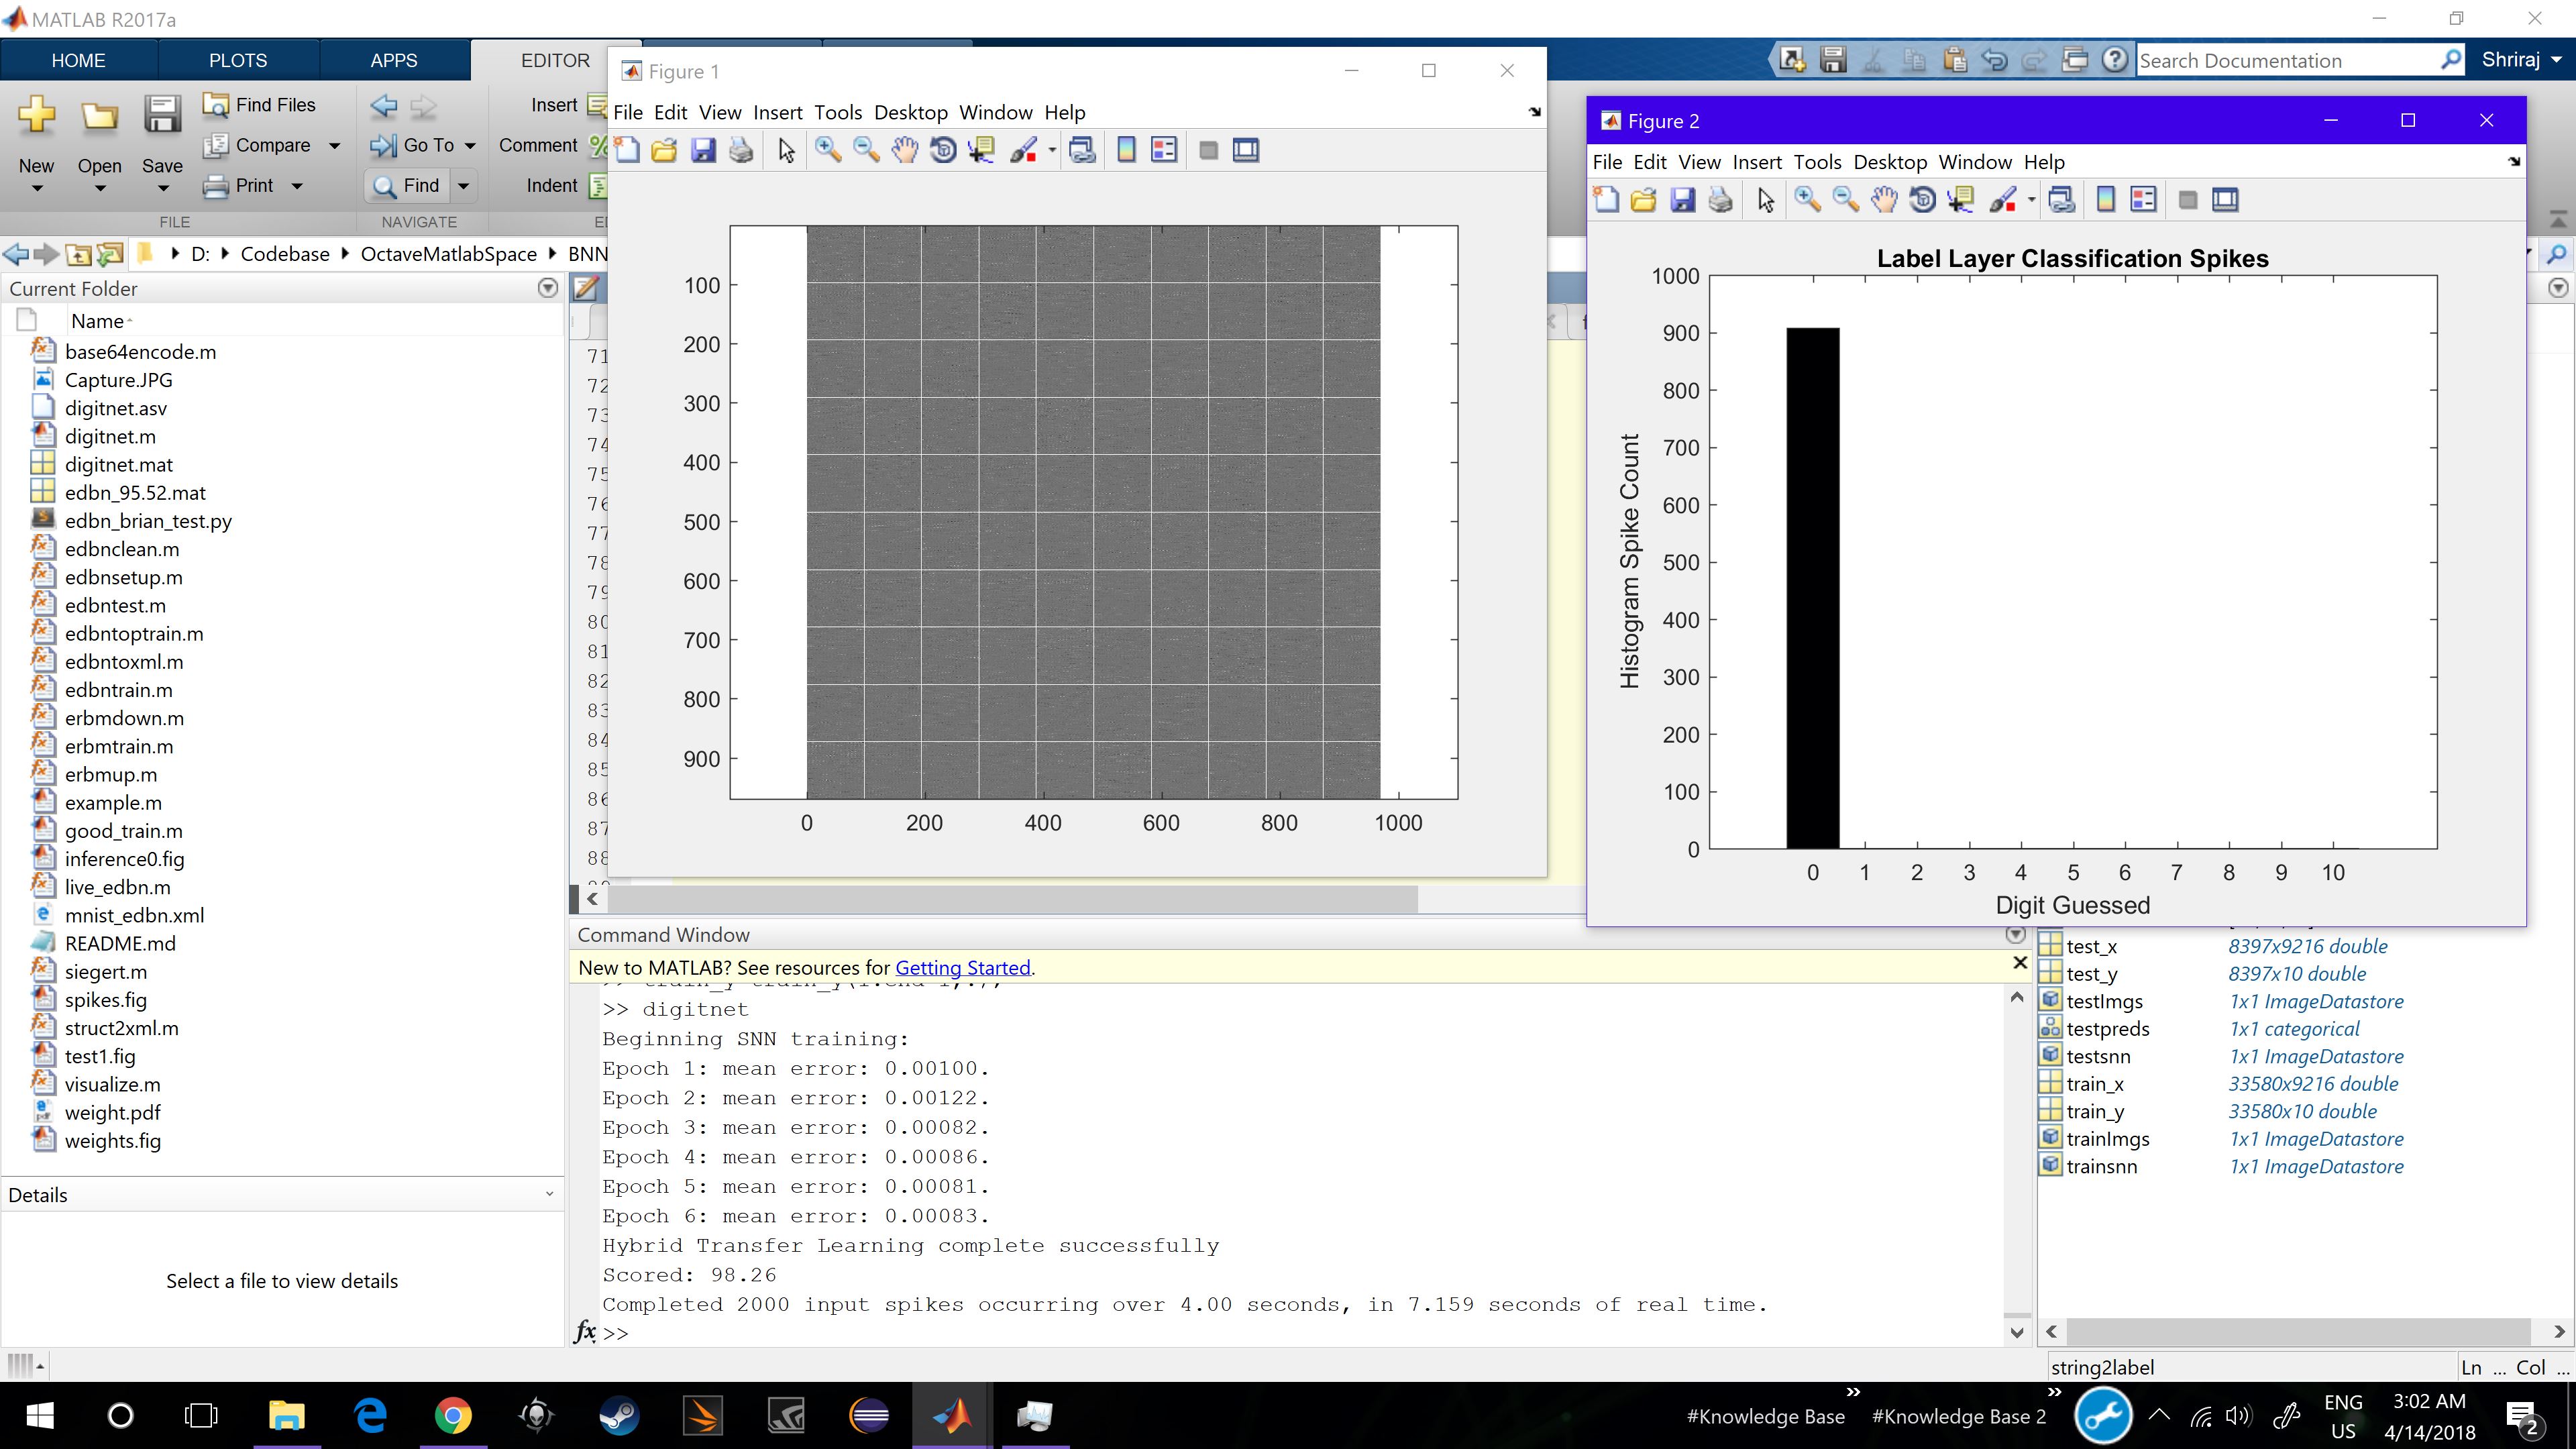 MATLAB R2017a
HOME PLOTS APPS EDITOR
Search Documentation Shriraj
New Open Save
Find Files
Compare
Print
Go To
Find
Insert
Comment
Indent
FILE NAVIGATE
D: Codebase OctaveMatlabSpace BNN
Current Folder
Name
base64encode.m
Capture.JPG
digitnet.asv
digitnet.m
digitnet.mat
edbn_95.52.mat
edbn_brian_test.py
edbnclean.m
edbnsetup.m
edbntest.m
edbntoptrain.m
edbntoxml.m
edbntrain.m
erbmdown.m
erbmtrain.m
erbmup.m
example.m
good_train.m
inference0.fig
live_edbn.m
mnist_edbn.xml
README.md
siegert.m
spikes.fig
struct2xml.m
test1.fig
visualize.m
weight.pdf
weights.fig
Details
Select a file to view details
71
72
73
74
75
76
77
78
79
80
81
82
83
84
85
86
87
88
Figure 1
File Edit View Insert Tools Desktop Window Help
100
200
300
400
500
600
700
800
900
0 200 400 600 800 1000
Figure 2
File Edit View Insert Tools Desktop Window Help
Label Layer Classification Spikes
1000
900
800
700
600
500
400
300
200
100
0
Histogram Spike Count
0 1 2 3 4 5 6 7 8 9 10
Digit Guessed
Command Window
New to MATLAB? See resources for Getting Started.
>> digitnet
Beginning SNN training:
Epoch 1: mean error: 0.00100.
Epoch 2: mean error: 0.00122.
Epoch 3: mean error: 0.00082.
Epoch 4: mean error: 0.00086.
Epoch 5: mean error: 0.00081.
Epoch 6: mean error: 0.00083.
Hybrid Transfer Learning complete successfully
Scored: 98.26
Completed 2000 input spikes occurring over 4.00 seconds, in 7.159 seconds of real time.
fx >>
test_x 8397x9216 double
test_y 8397x10 double
testImgs 1x1 ImageDatastore
testpreds 1x1 categorical
testsnn 1x1 ImageDatastore
train_x 33580x9216 double
train_y 33580x10 double
trainImgs 1x1 ImageDatastore
trainsnn 1x1 ImageDatastore
string2label Ln ... Col ...
#Knowledge Base #Knowledge Base 2
ENG
US
3:02 AM
4/14/2018
2